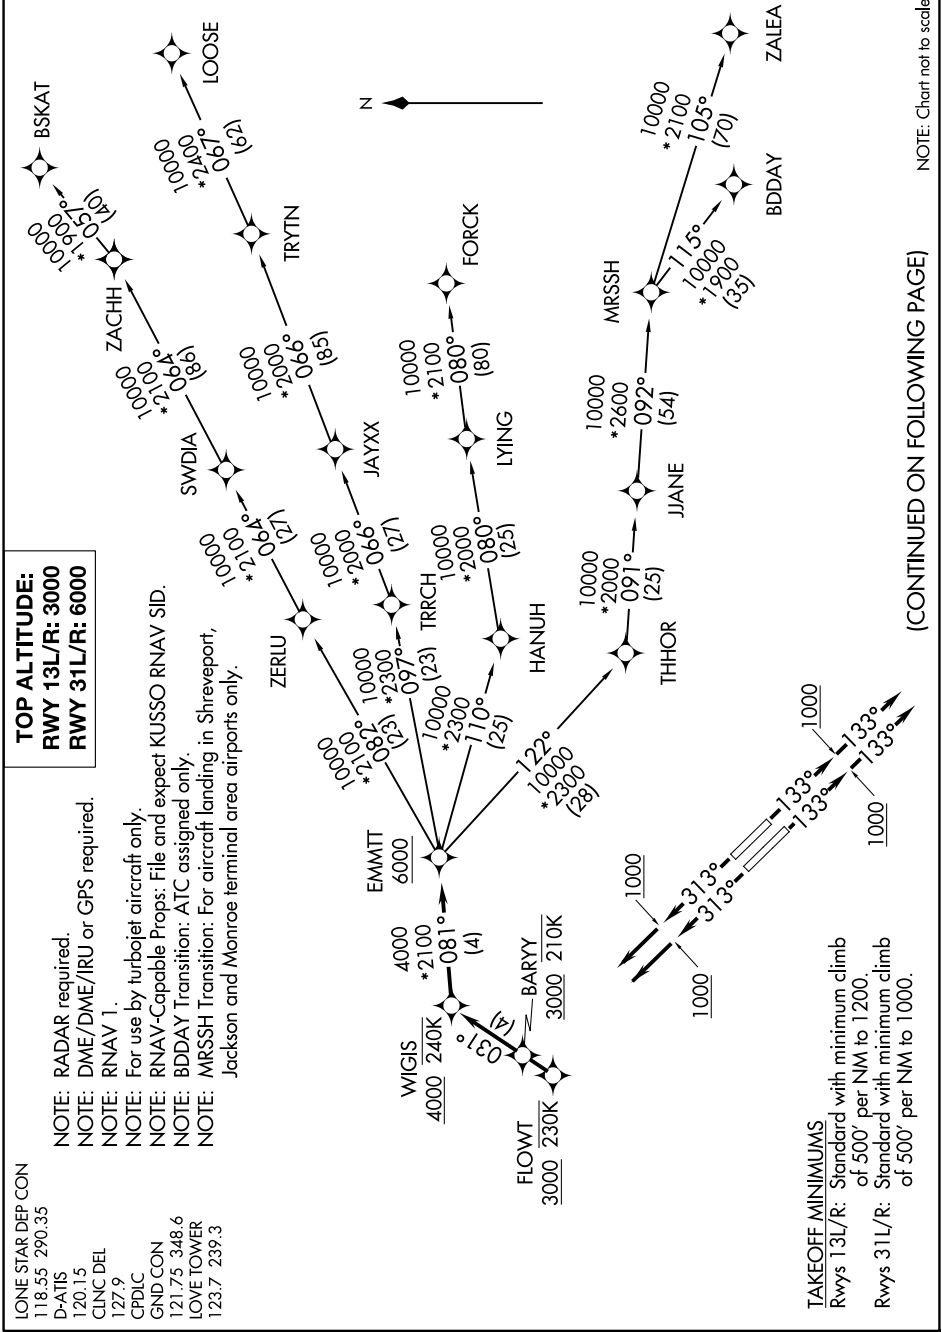 LONE STAR DEP CON
118.55 290.35
D-ATIS
120.15
CLNC DEL
127.9
CPDLC
GND CON
121.75 348.6
LOVE TOWER
123.7 239.3
TOP ALTITUDE:
RWY 13L/R: 3000
RWY 31L/R: 6000
NOTE: RADAR required.
NOTE: DME/DME/IRU or GPS required.
NOTE: RNAV 1.
NOTE: For use by turbojet aircraft only.
NOTE: RNAV-Capable Props: File and expect KUSSO RNAV SID.
NOTE: BDDAY Transition: ATC assigned only.
NOTE: MRSSH Transition: For aircraft landing in Shreveport,
Jackson and Monroe terminal area airports only.
BSKAT
10000
*1900
057°
(40)
ZACHH
10000
*2100
064°
(86)
SWDIA
10000
*2100
064°
(27)
ZERLU
10000
*2100
082°
(23)
LOOSE
10000
*2400
067°
(62)
TRYTN
10000
*2000
066°
(85)
JAYXX
10000
*2000
066°
(27)
TRRCH
10000
*2300
097°
(23)
N
FORCK
10000
*2100
080°
(80)
LYING
10000
*2000
080°
(25)
HANUH
10000
*2300
110°
(25)
ZALEA
10000
*2100
105°
(70)
BDDAY
115°
10000
*1900
(35)
MRSSH
10000
*2600
092°
(54)
JJANE
10000
*2000
091°
(25)
THHOR
122°
10000
*2300
(28)
EMMTT
6000
4000
*2100
081°
(4)
WIGIS
4000 240K
031°
(4)
BARYY
3000 210K
FLOWT
3000 230K
1000
1000
313°
313°
133°
133°
1000
1000
133°
133°
TAKEOFF MINIMUMS
Rwys 13L/R: Standard with minimum climb
of 500' per NM to 1200.
Rwys 31L/R: Standard with minimum climb
of 500' per NM to 1000.
(CONTINUED ON FOLLOWING PAGE)
NOTE: Chart not to scale